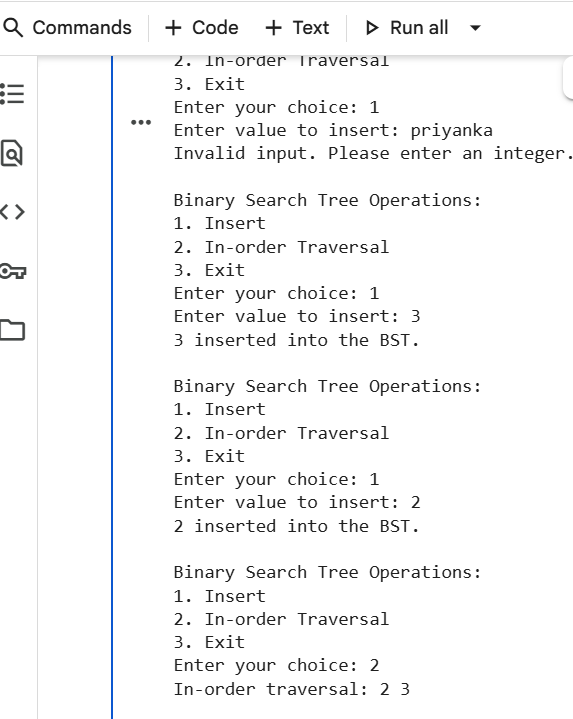 Commands + Code + Text Run all
2. In-order Traversal
3. Exit
Enter your choice: 1
Enter value to insert: priyanka
Invalid input. Please enter an integer.
Binary Search Tree Operations:
1. Insert
2. In-order Traversal
3. Exit
Enter your choice: 1
Enter value to insert: 3
3 inserted into the BST.
Binary Search Tree Operations:
1. Insert
2. In-order Traversal
3. Exit
Enter your choice: 1
Enter value to insert: 2
2 inserted into the BST.
Binary Search Tree Operations:
1. Insert
2. In-order Traversal
3. Exit
Enter your choice: 2
In-order traversal: 2 3